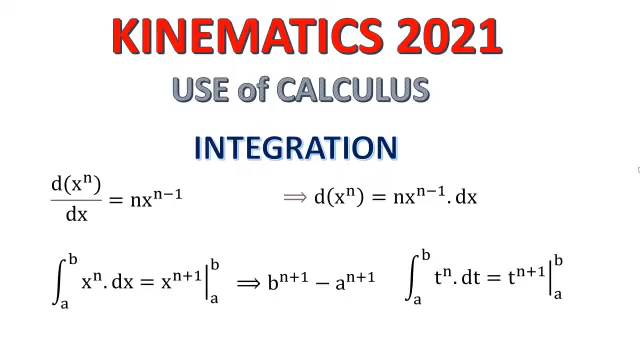 KINEMATICS 2021
USE of CALCULUS
INTEGRATION
d(xⁿ)/dx = nxⁿ⁻¹ ⟹ d(xⁿ) = nxⁿ⁻¹. dx
∫ₐᵇ xⁿ. dx = xⁿ⁺¹|ₐᵇ ⟹ bⁿ⁺¹ − aⁿ⁺¹ ∫ₐᵇ tⁿ. dt = tⁿ⁺¹|ₐᵇ